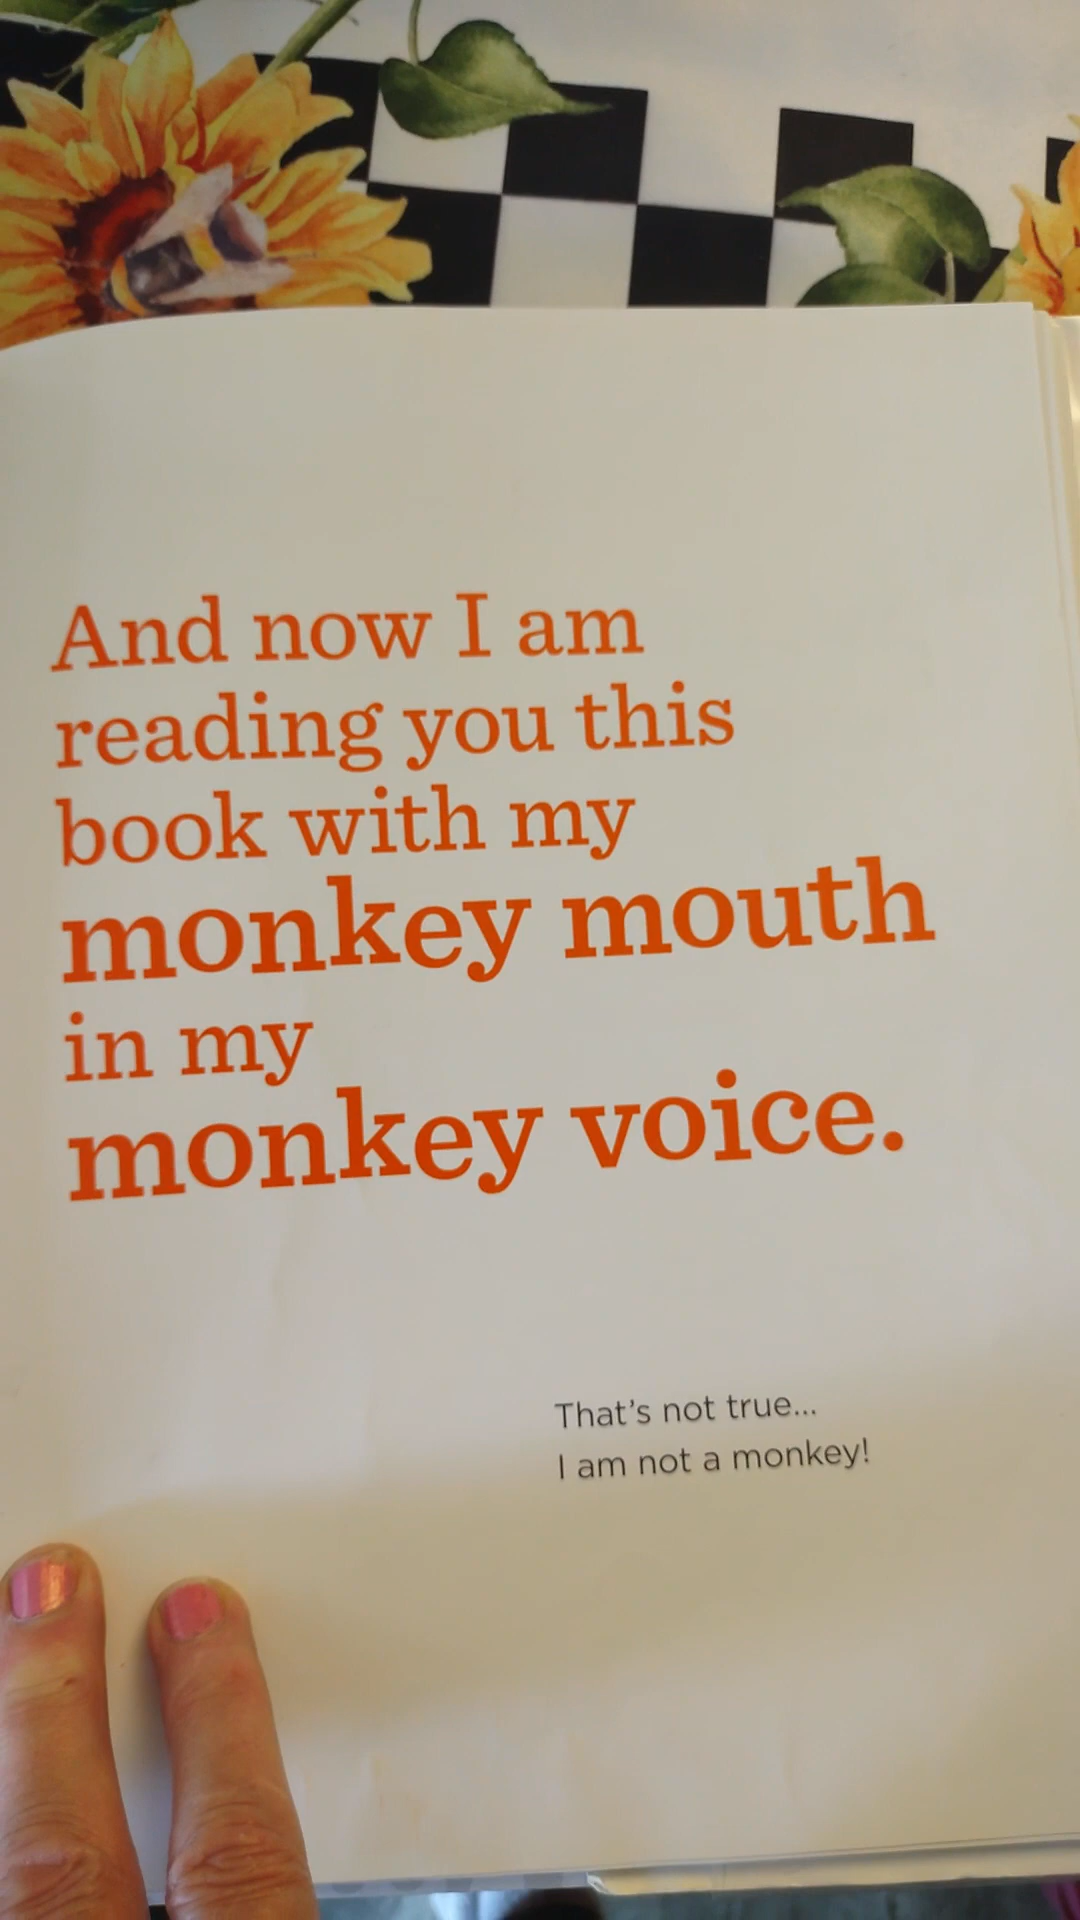 And now I am
reading you this
book with my
monkey mouth
in my
monkey voice.
That's not true...
I am not a monkey!